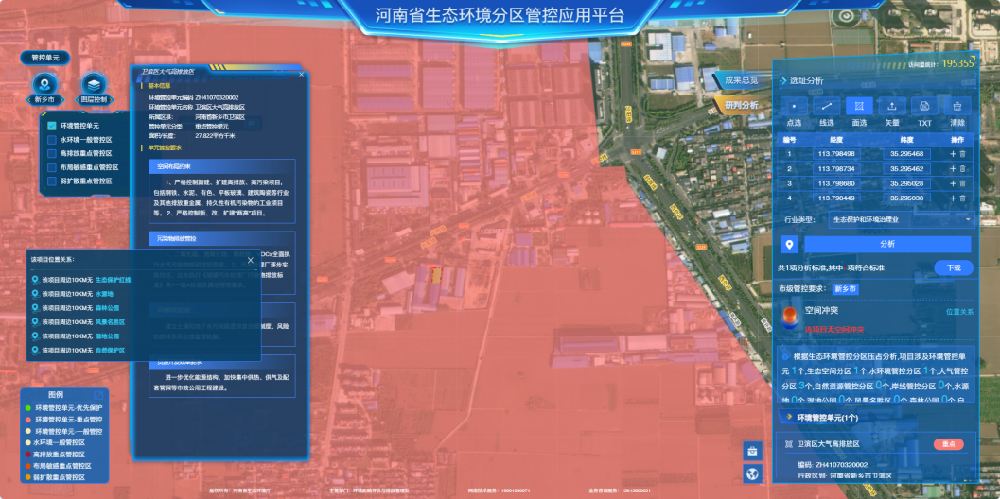 河南省生态环境分区管控应用平台
管控单元
新乡市
图层控制
环境管控单元
水环境一般管控区
高排放重点管控区
布局敏感重点管控区
弱扩散重点管控区
卫滨区大气高排放区
基本信息
环境管控单元编码 ZH41070320002
环境管控单元名称 卫滨区大气高排放区
所属区县: 河南省新乡市卫滨区
管控单元分类 重点管控单元
面积/长度: 27.822平方千米
单元管控要求
空间布局约束
1、严格控制新建、扩建高排放、高污染项目,
包括钢铁、水泥、有色、平板玻璃、建筑陶瓷等行业
及其他排放重金属、持久性有机污染物的工业项目
等。 2、严格控制新、改、扩建“两高”项目。
污染物排放管控
OCs全面执
厂逐步实
排放标
制度、风险
进一步优化能源结构。加快集中供热、供气及配
套管网等市政公用工程建设。
该项目位置关系:
该项目周边10KM无 生态保护红线
该项目周边10KM无 水源地
该项目周边10KM无 森林公园
该项目周边10KM无 风景名胜区
该项目周边10KM无 湿地公园
该项目周边10KM无 自然保护区
图例
环境管控单元-优先保护
环境管控单元-重点管控
环境管控单元-一般管控
水环境一般管控区
高排放重点管控区
布局敏感重点管控区
弱扩散重点管控区
成果总览
研判分析
访问量统计: 195355
选址分析
点选 线选 面选 矢量 TXT 清除
编号 经度 纬度 操作
1 113.798498 35.295468
2 113.798734 35.295462
3 113.798680 35.295028
4 113.798449 35.295038
行业类型: 生态保护和环境治理业
分析
共1项分析标准,其中 项符合标准 下载
市级管控要求: 新乡市
空间冲突 位置关系
该项目无空间冲突
根据生态环境管控分区压占分析,项目涉及环境管控单
元 1个,生态空间分区 1个,水环境管控分区 1个,大气管控
分区 3个,自然资源管控分区 0个,岸线管控分区 0个,水源
地 0个,湿地公园 0个,风景名胜区 0个,森林公园 0个,自
环境管控单元(1个)
卫滨区大气高排放区 重点
编码: ZH41070320002
行政区划: 河南省新乡市卫滨区
版权所有:河南省生态环境厅